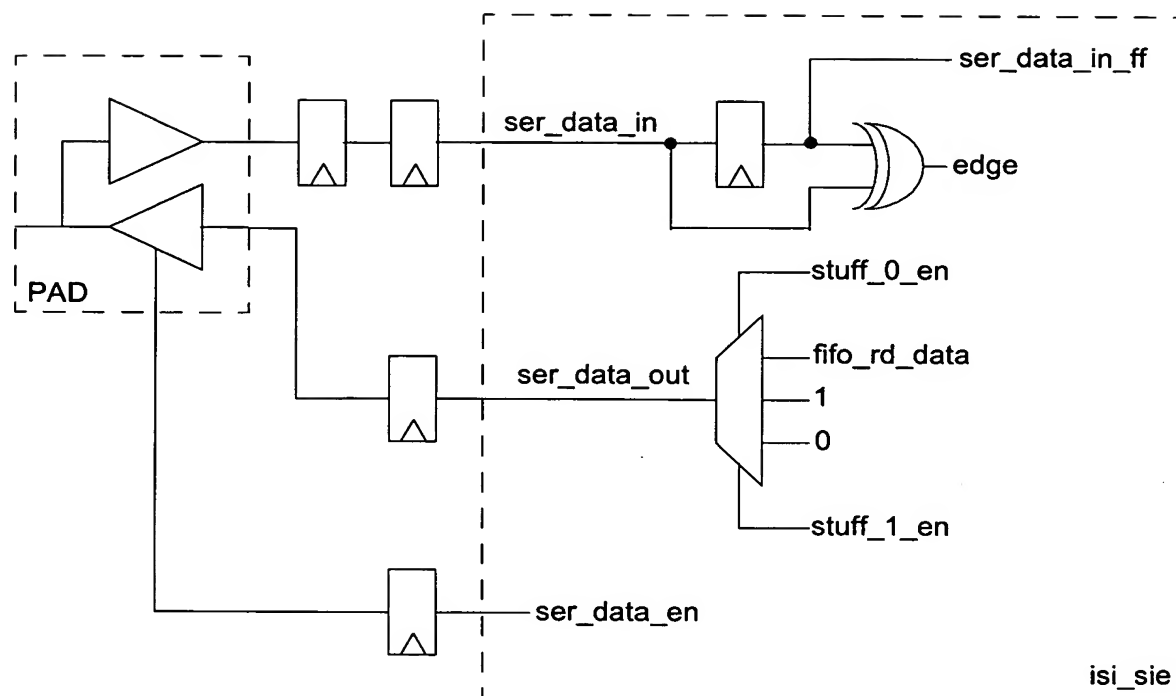 ser_data_in_ff
ser_data_in
edge
PAD
stuff_0_en
fifo_rd_data
ser_data_out
1
0
stuff_1_en
ser_data_en
isi_sie